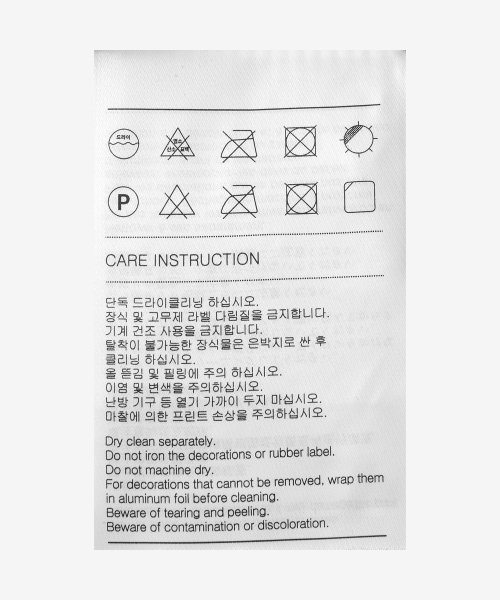 드라이
염소
산소 표백
P
CARE INSTRUCTION
단독 드라이클리닝 하십시오.
장식 및 고무제 라벨 다림질을 금지합니다.
기계 건조 사용을 금지합니다.
탈착이 불가능한 장식물은 은박지로 싼 후
클리닝 하십시오.
올 뜯김 및 필링에 주의 하십시오.
이염 및 변색을 주의하십시오.
난방 기구 등 열기 가까이 두지 마십시오.
마찰에 의한 프린트 손상을 주의하십시오.
Dry clean separately.
Do not iron the decorations or rubber label.
Do not machine dry.
For decorations that cannot be removed, wrap them
in aluminum foil before cleaning.
Beware of tearing and peeling.
Beware of contamination or discoloration.